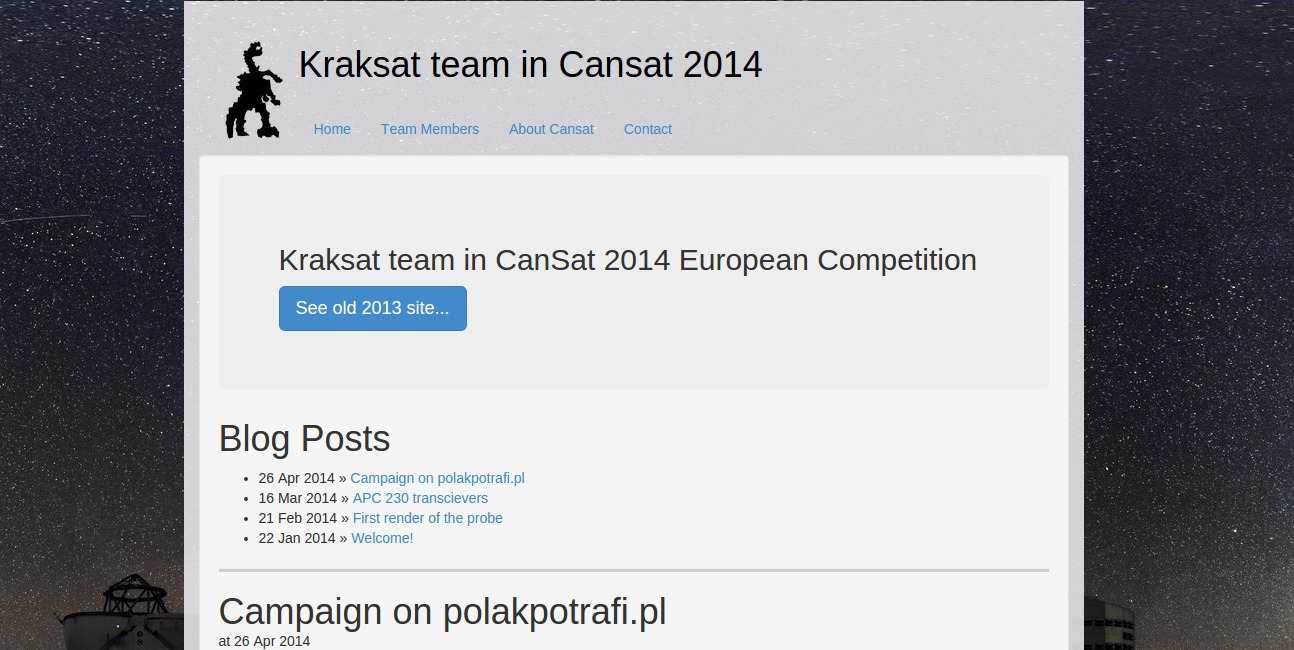 Kraksat team in Cansat 2014
Home Team Members About Cansat Contact
Kraksat team in CanSat 2014 European Competition
See old 2013 site...
Blog Posts
• 26 Apr 2014 » Campaign on polakpotrafi.pl
• 16 Mar 2014 » APC 230 transcievers
• 21 Feb 2014 » First render of the probe
• 22 Jan 2014 » Welcome!
Campaign on polakpotrafi.pl
at 26 Apr 2014